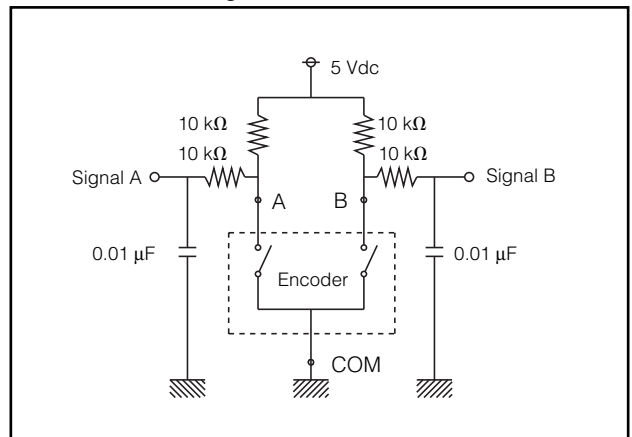 5 Vdc
10 kΩ 10 kΩ
10 kΩ 10 kΩ
Signal A Signal B
A B
0.01 µF 0.01 µF
Encoder
COM